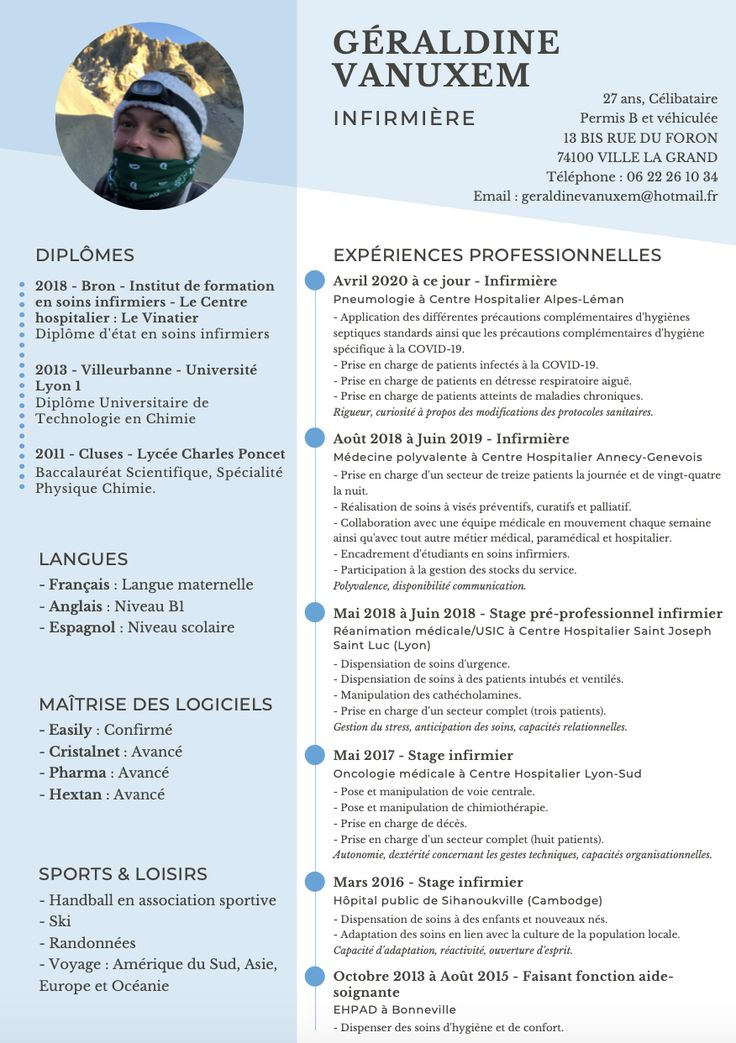 GÉRALDINE
VANUXEM
INFIRMIÈRE
27 ans, Célibataire
Permis B et véhiculée
13 BIS RUE DU FORON
74100 VILLE LA GRAND
Téléphone : 06 22 26 10 34
Email : geraldinevanuxem@hotmail.fr
DIPLÔMES
2018 - Bron - Institut de formation
en soins infirmiers - Le Centre
hospitalier : Le Vinatier
Diplôme d'état en soins infirmiers
2013 - Villeurbanne - Université
Lyon 1
Diplôme Universitaire de
Technologie en Chimie
2011 - Cluses - Lycée Charles Poncet
Baccalauréat Scientifique, Spécialité
Physique Chimie.
LANGUES
- Français : Langue maternelle
- Anglais : Niveau B1
- Espagnol : Niveau scolaire
MAÎTRISE DES LOGICIELS
- Easily : Confirmé
- Cristalnet : Avancé
- Pharma : Avancé
- Hextan : Avancé
SPORTS & LOISIRS
- Handball en association sportive
- Ski
- Randonnées
- Voyage : Amérique du Sud, Asie,
Europe et Océanie
EXPÉRIENCES PROFESSIONNELLES
Avril 2020 à ce jour - Infirmière
Pneumologie à Centre Hospitalier Alpes-Léman
- Application des différentes précautions complémentaires d'hygiènes
septiques standards ainsi que les précautions complémentaires d'hygiène
spécifique à la COVID-19.
- Prise en charge de patients infectés à la COVID-19.
- Prise en charge de patients en détresse respiratoire aiguë.
- Prise en charge de patients atteints de maladies chroniques.
Rigueur, curiosité à propos des modifications des protocoles sanitaires.
Août 2018 à Juin 2019 - Infirmière
Médecine polyvalente à Centre Hospitalier Annecy-Genevois
- Prise en charge d'un secteur de treize patients la journée et de vingt-quatre
la nuit.
- Réalisation de soins à visés préventifs, curatifs et palliatif.
- Collaboration avec une équipe médicale en mouvement chaque semaine
ainsi qu'avec tout autre métier médical, paramédical et hospitalier.
- Encadrement d'étudiants en soins infirmiers.
- Participation à la gestion des stocks du service.
Polyvalence, disponibilité communication.
Mai 2018 à Juin 2018 - Stage pré-professionnel infirmier
Réanimation médicale/USIC à Centre Hospitalier Saint Joseph
Saint Luc (Lyon)
- Dispensiation de soins d'urgence.
- Dispensiation de soins à des patients intubés et ventilés.
- Manipulation des cathécholamines.
- Prise en charge d'un secteur complet (trois patients).
Gestion du stress, anticipation des soins, capacités relationnelles.
Mai 2017 - Stage infirmier
Oncologie médicale à Centre Hospitalier Lyon-Sud
- Pose et manipulation de voie centrale.
- Pose et manipulation de chimiothérapie.
- Prise en charge de décès.
- Prise en charge d'un secteur complet (huit patients).
Autonomie, dextérité concernant les gestes techniques, capacités organisationnelles.
Mars 2016 - Stage infirmier
Hôpital public de Sihanoukville (Cambodge)
- Dispensation de soins à des enfants et nouveaux nés.
- Adaptation des soins en lien avec la culture de la population locale.
Capacité d'adaptation, réactivité, ouverture d'esprit.
Octobre 2013 à Août 2015 - Faisant fonction aide-
soignante
EHPAD à Bonneville
- Dispenser des soins d'hygiène et de confort.